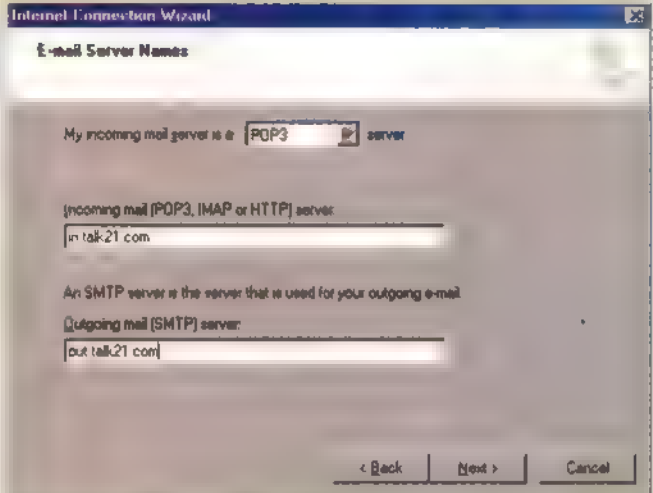 Internet Connection Wizard
E-mail Server Names
My incoming mail server is a POP3 server
Incoming mail (POP3, IMAP or HTTP) server:
in.talk21.com
An SMTP server is the server that is used for your outgoing e-mail.
Outgoing mail (SMTP) server:
out.talk21.com
< Back
Next >
Cancel